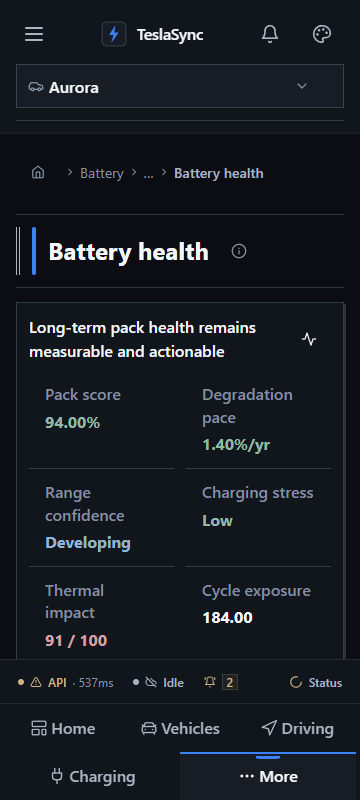 TeslaSync
Aurora
Battery
...
Battery health
Battery health
Long-term pack health remains
measurable and actionable
Pack score
94.00%
Degradation
pace
1.40%/yr
Range
confidence
Developing
Charging stress
Low
Thermal
impact
91 / 100
Cycle exposure
184.00
API · 537ms
Idle
2
Status
Home
Vehicles
Driving
Charging
More